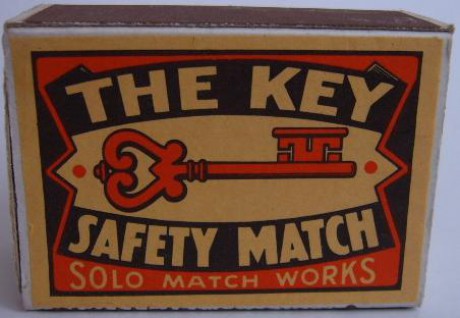 THE KEY
SAFETY MATCH
SOLO MATCH WORKS